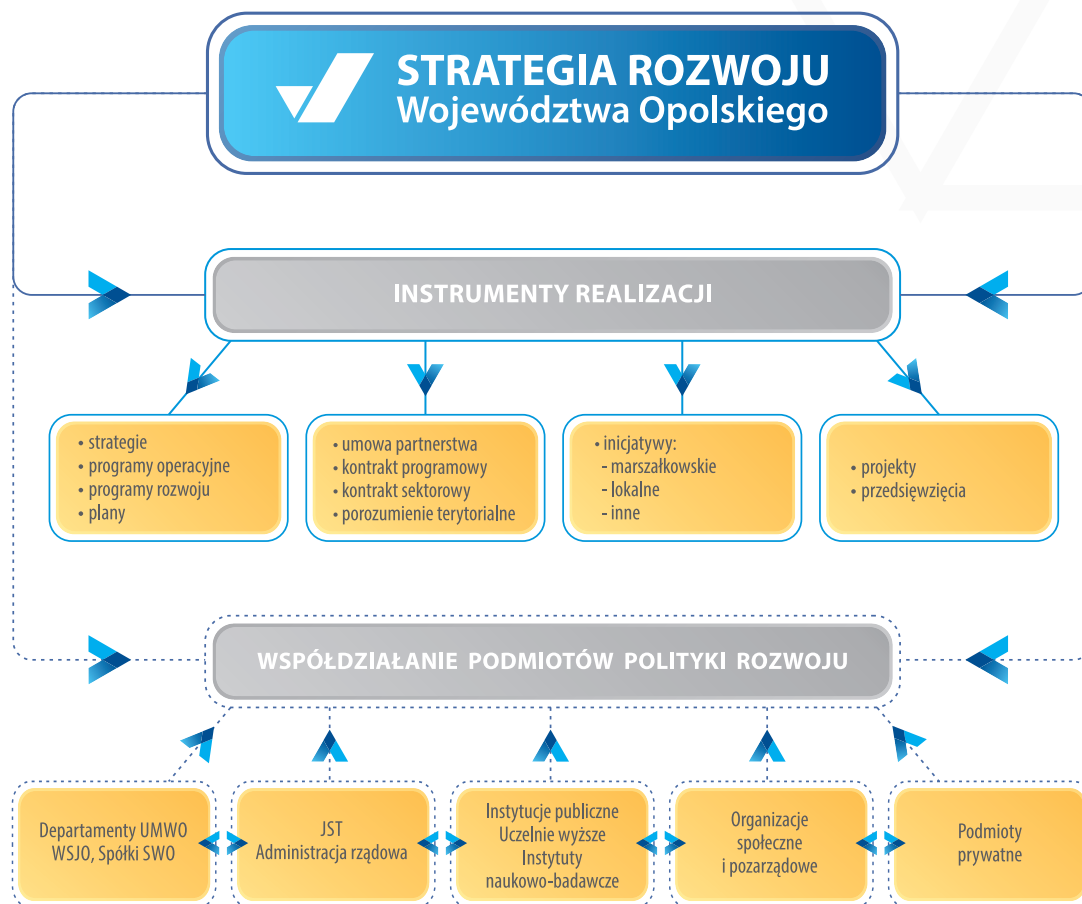 STRATEGIA ROZWOJU
Województwa Opolskiego
INSTRUMENTY REALIZACJI
• strategie
• programy operacyjne
• programy rozwoju
• plany
• umowa partnerstwa
• kontrakt programowy
• kontrakt sektorowy
• porozumienie terytorialne
• inicjatywy:
- marszałkowskie
- lokalne
- inne
• projekty
• przedsięwzięcia
WSPÓŁDZIAŁANIE PODMIOTÓW POLITYKI ROZWOJU
Departamenty UMWO
WSJO, Spółki SWO
JST
Administracja rządowa
Instytucje publiczne
Uczelnie wyższe
Instytuty
naukowo-badawcze
Organizacje
społeczne
i pozarządowe
Podmioty
prywatne